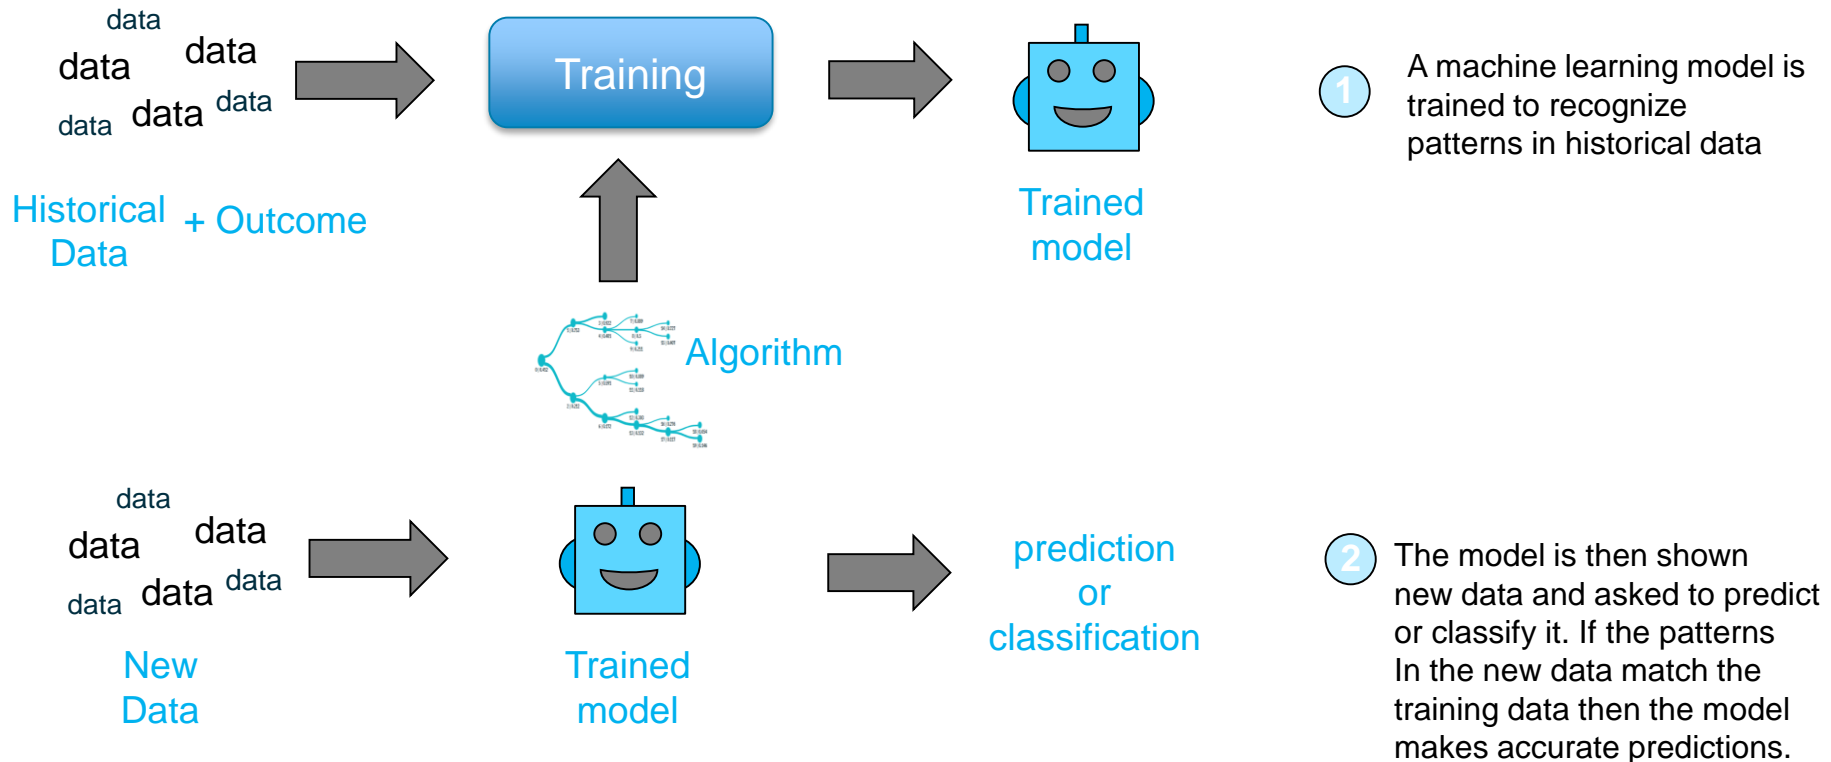 data
data
data
data
data
data
Training
Historical
Data
+ Outcome
Trained
model
1
A machine learning model is
trained to recognize
patterns in historical data
Algorithm
data
data
data
data
data
data
New
Data
Trained
model
prediction
or
classification
2
The model is then shown
new data and asked to predict
or classify it. If the patterns
In the new data match the
training data then the model
makes accurate predictions.